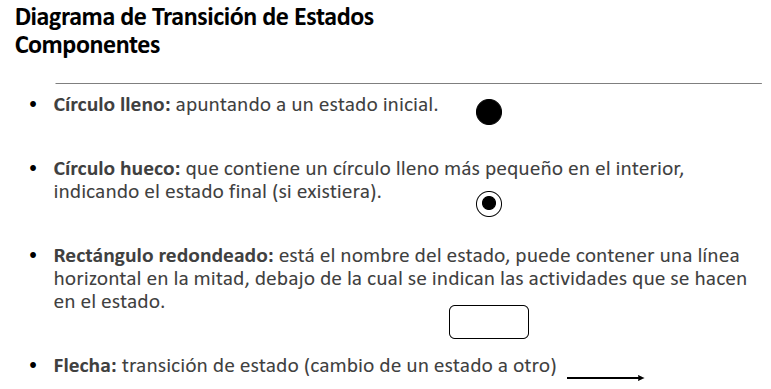 Diagrama de Transición de Estados
Componentes
• Círculo lleno: apuntando a un estado inicial.
• Círculo hueco: que contiene un círculo lleno más pequeño en el interior,
indicando el estado final (si existiera).
• Rectángulo redondeado: está el nombre del estado, puede contener una línea
horizontal en la mitad, debajo de la cual se indican las actividades que se hacen
en el estado.
• Flecha: transición de estado (cambio de un estado a otro)